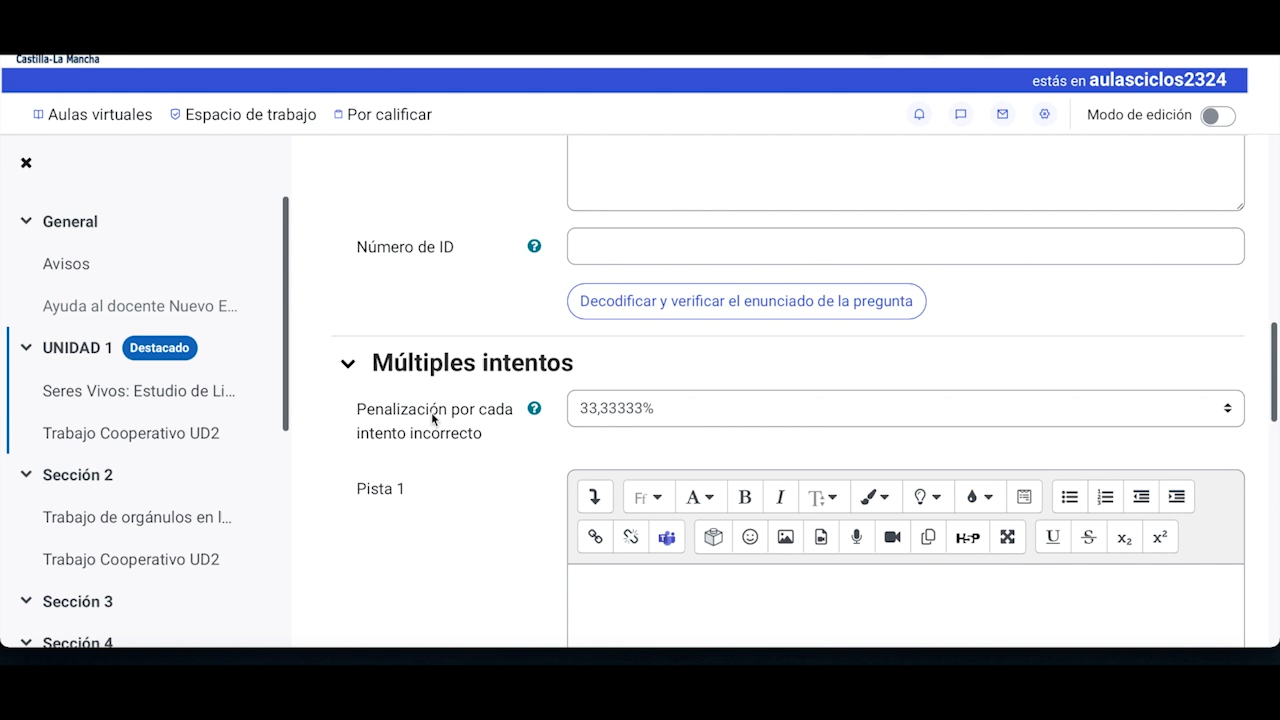 Castilla-La Mancha
estás en aulasciclos2324
Aulas virtuales Espacio de trabajo Por calificar
Modo de edición
General
Avisos
Ayuda al docente Nuevo E...
UNIDAD 1 Destacado
Seres Vivos: Estudio de Li...
Trabajo Cooperativo UD2
Sección 2
Trabajo de orgánulos en l...
Trabajo Cooperativo UD2
Sección 3
Sección 4
Número de ID
Decodificar y verificar el enunciado de la pregunta
Múltiples intentos
Penalización por cada
intento incorrecto
33,33333%
Pista 1
Ff A B I T
H-P U S x₂ x²